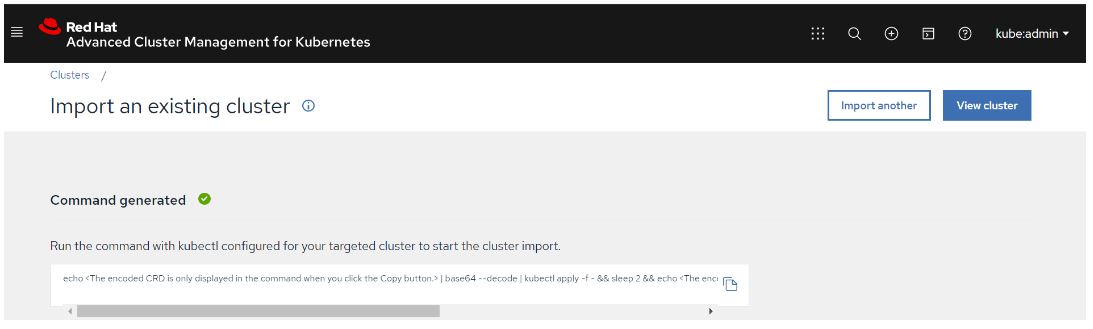 Red Hat
Advanced Cluster Management for Kubernetes
kube:admin
Clusters /
Import an existing cluster
Import another
View cluster
Command generated
Run the command with kubectl configured for your targeted cluster to start the cluster import.
echo <The encoded CRD is only displayed in the command when you click the Copy button.> | base64 --decode | kubectl apply -f - && sleep 2 && echo <The enc